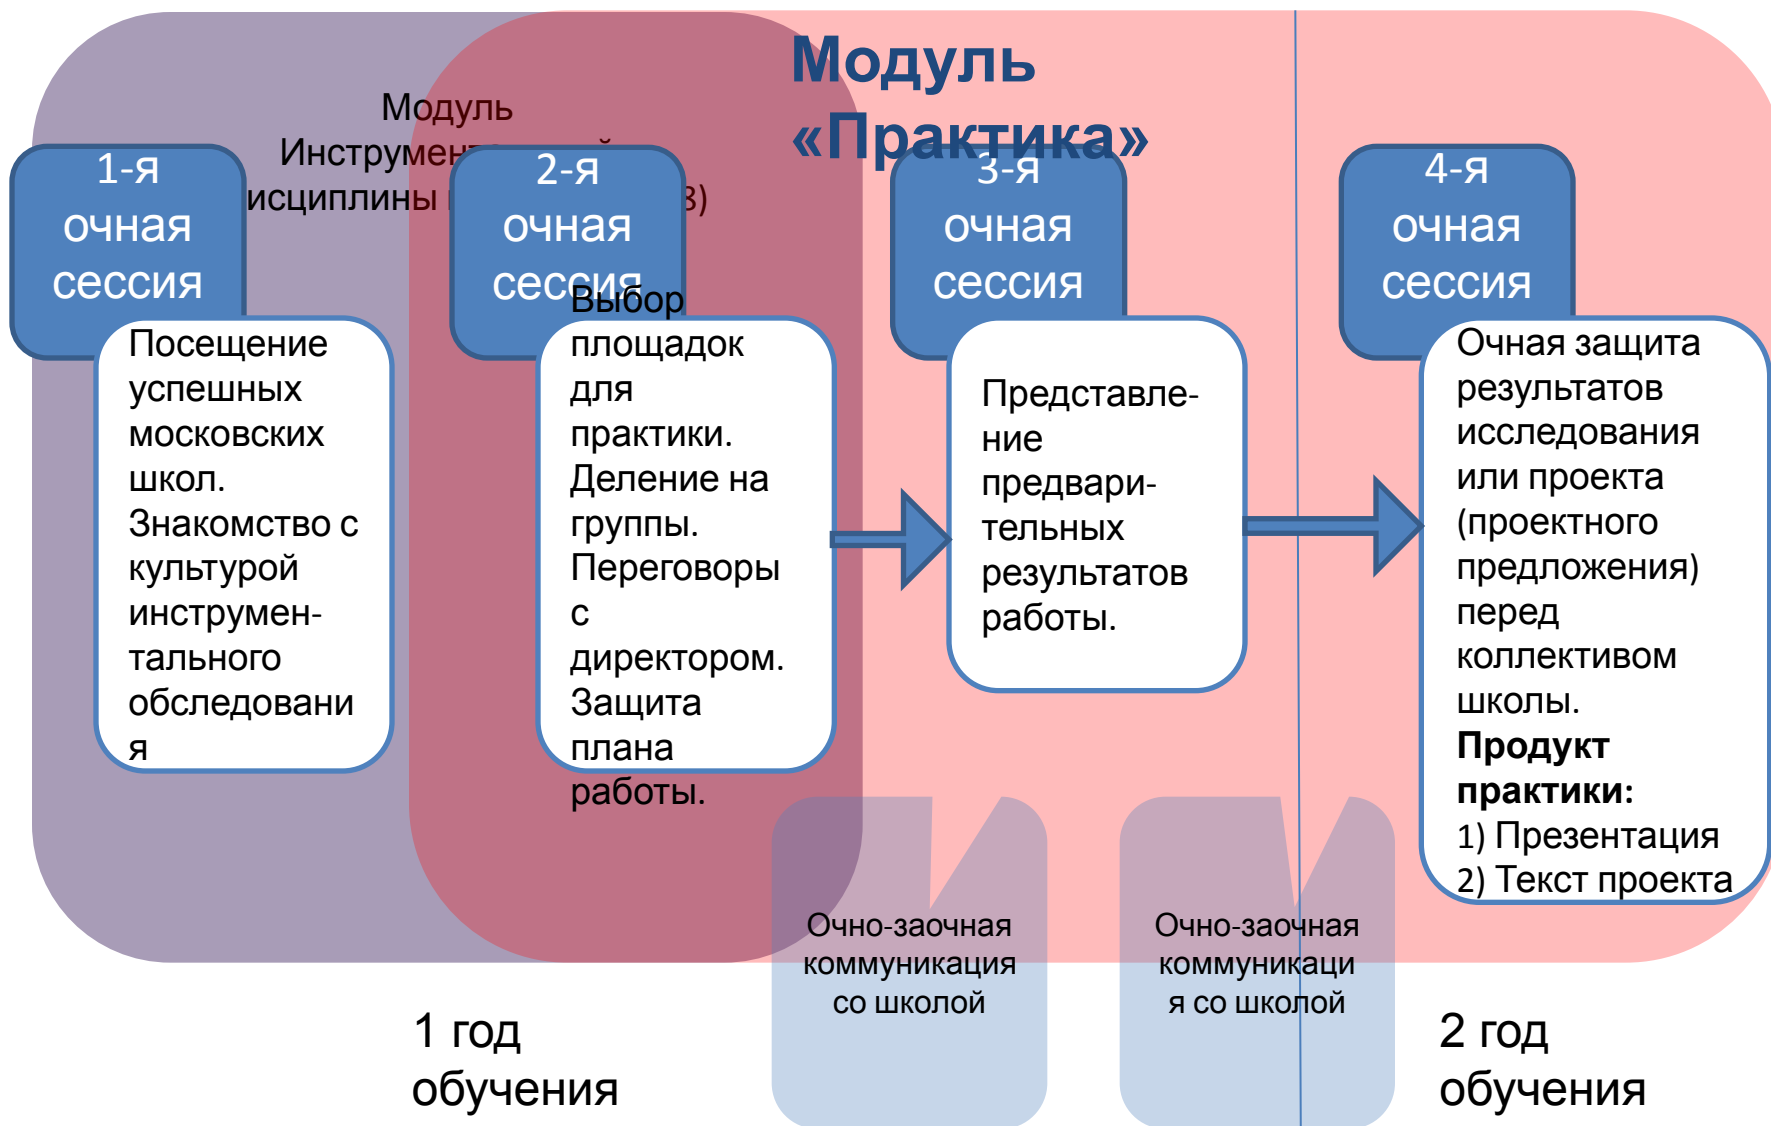 Модуль
«Практика»
Модуль
исциплины
1-я
очная
сессия
2-я
очная
сессия
3-я
очная
сессия
4-я
очная
сессия
Посещение
успешных
московских
школ.
Знакомство с
культурой
инструмен-
тального
обследовани
я
Выбор
площадок
для
практики.
Деление на
группы.
Переговоры
с
директором.
Защита
плана
работы.
Представле-
ние
предвари-
тельных
результатов
работы.
Очная защита
результатов
исследования
или проекта
(проектного
предложения)
перед
коллективом
школы.
Продукт
практики:
1) Презентация
2) Текст проекта
Очно-заочная
коммуникация
со школой
Очно-заочная
коммуникаци
я со школой
1 год
обучения
2 год
обучения